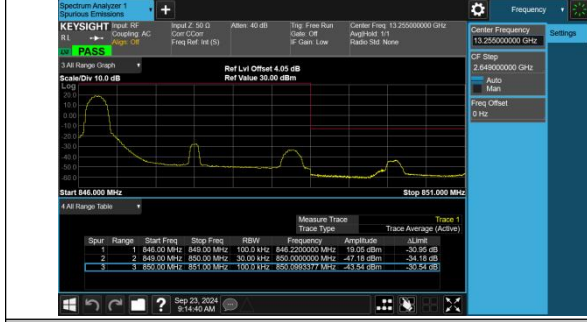 Spectrum Analyzer 1
Spurious Emissions
+
Frequency
KEYSIGHT Input: RF
RL
Coupling: AC
Align: Off
Input Z: 50 Ω
Corr CCorr
Freq Ref: Int (S)
Atten: 40 dB
Trig: Free Run
Gate: Off
IF Gain: Low
Center Freq: 13.255000000 GHz
Avg|Hold: 1/1
Radio Std: None
PASS
Center Frequency
13.255000000 GHz
Settings
CF Step
2.649000000 GHz
Auto
Man
Freq Offset
0 Hz
3 All Range Graph
Scale/Div 10.0 dB
Ref Lvl Offset 4.05 dB
Ref Value 30.00 dBm
Log
20.0
10.0
0.00
-10.0
-20.0
-30.0
-40.0
-50.0
-60.0
Start 846.000 MHz
Stop 851.000 MHz
4 All Range Table
Measure Trace Trace 1
Trace Type Trace Average (Active)
Spur Range Start Freq Stop Freq RBW Frequency Amplitude ΔLimit
1 1 846.00 MHz 849.00 MHz 100.0 kHz 846.2200000 MHz 19.05 dBm -30.95 dB
2 2 849.00 MHz 850.00 MHz 30.00 kHz 850.0000000 MHz -47.18 dBm -34.18 dB
3 3 850.00 MHz 851.00 MHz 100.0 kHz 850.0993377 MHz -43.54 dBm -30.54 dB
?
Sep 23, 2024
9:14:40 AM